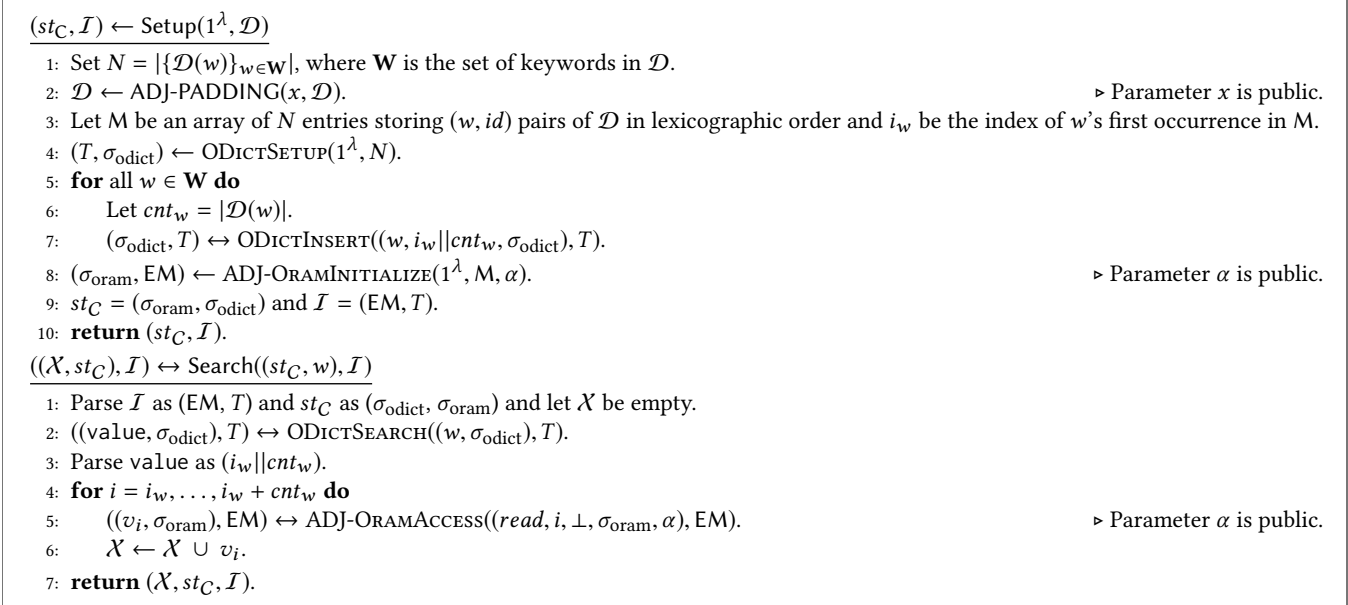 (st_C, I) ← Setup(1^λ, D)
1: Set N = |{D(w)}_{w∈W}|, where W is the set of keywords in D.
2: D ← ADJ-PADDING(x, D). ▹ Parameter x is public.
3: Let M be an array of N entries storing (w, id) pairs of D in lexicographic order and i_w be the index of w's first occurrence in M.
4: (T, σ_odict) ← ODICTSETUP(1^λ, N).
5: for all w ∈ W do
6: Let cnt_w = |D(w)|.
7: (σ_odict, T) ↔ ODICTINSERT((w, i_w||cnt_w, σ_odict), T).
8: (σ_oram, EM) ← ADJ-ORAMINITIALIZE(1^λ, M, α). ▹ Parameter α is public.
9: st_C = (σ_oram, σ_odict) and I = (EM, T).
10: return (st_C, I).
((X, st_C), I) ↔ Search((st_C, w), I)
1: Parse I as (EM, T) and st_C as (σ_odict, σ_oram) and let X be empty.
2: ((value, σ_odict), T) ↔ ODICTSEARCH((w, σ_odict), T).
3: Parse value as (i_w||cnt_w).
4: for i = i_w, . . . , i_w + cnt_w do
5: ((v_i, σ_oram), EM) ↔ ADJ-ORAMACCESS((read, i, ⊥, σ_oram, α), EM). ▹ Parameter α is public.
6: X ← X ∪ v_i.
7: return (X, st_C, I).